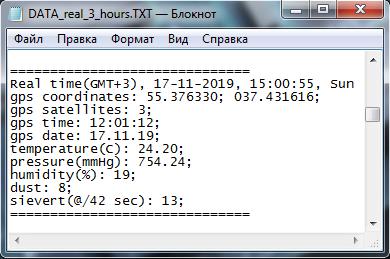 DATA_real_3_hours.TXT — Блокнот
Файл Правка Формат Вид Справка
==============================
Real time(GMT+3), 17-11-2019, 15:00:55, Sun
gps coordinates: 55.376330; 037.431616;
gps satellites: 3;
gps time: 12:01:12;
gps date: 17.11.19;
temperature(C): 24.20;
pressure(mmHg): 754.24;
humidity(%): 19;
dust: 8;
sievert(@/42 sec): 13;
==============================